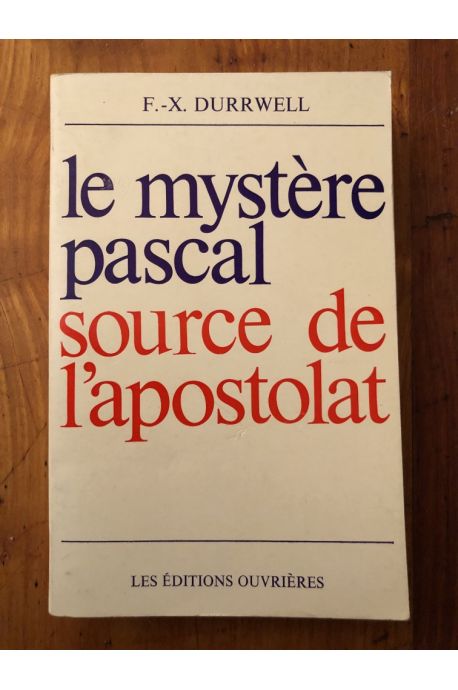 F.-X. DURRWELL
le mystère
pascal
source de
l'apostolat
LES ÉDITIONS OUVRIÈRES